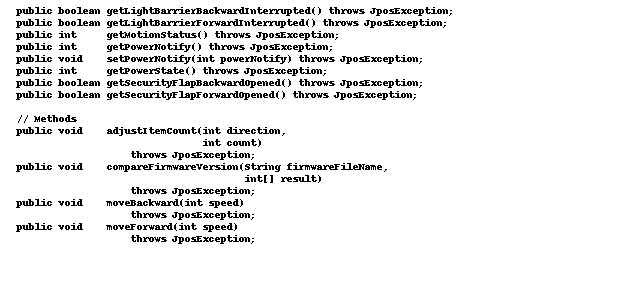 public boolean getLightBarrierBackwardInterrupted() throws JposException;
public boolean getLightBarrierForwardInterrupted() throws JposException;
public int     getMotionStatus() throws JposException;
public int     getPowerNotify() throws JposException;
public void    setPowerNotify(int powerNotify) throws JposException;
public int     getPowerState() throws JposException;
public boolean getSecurityFlapBackwardOpened() throws JposException;
public boolean getSecurityFlapForwardOpened() throws JposException;

// Methods
public void    adjustItemCount(int direction,
                               int count)
                   throws JposException;
public void    compareFirmwareVersion(String firmwareFileName,
                                      int[] result)
                   throws JposException;
public void    moveBackward(int speed)
                   throws JposException;
public void    moveForward(int speed)
                   throws JposException;